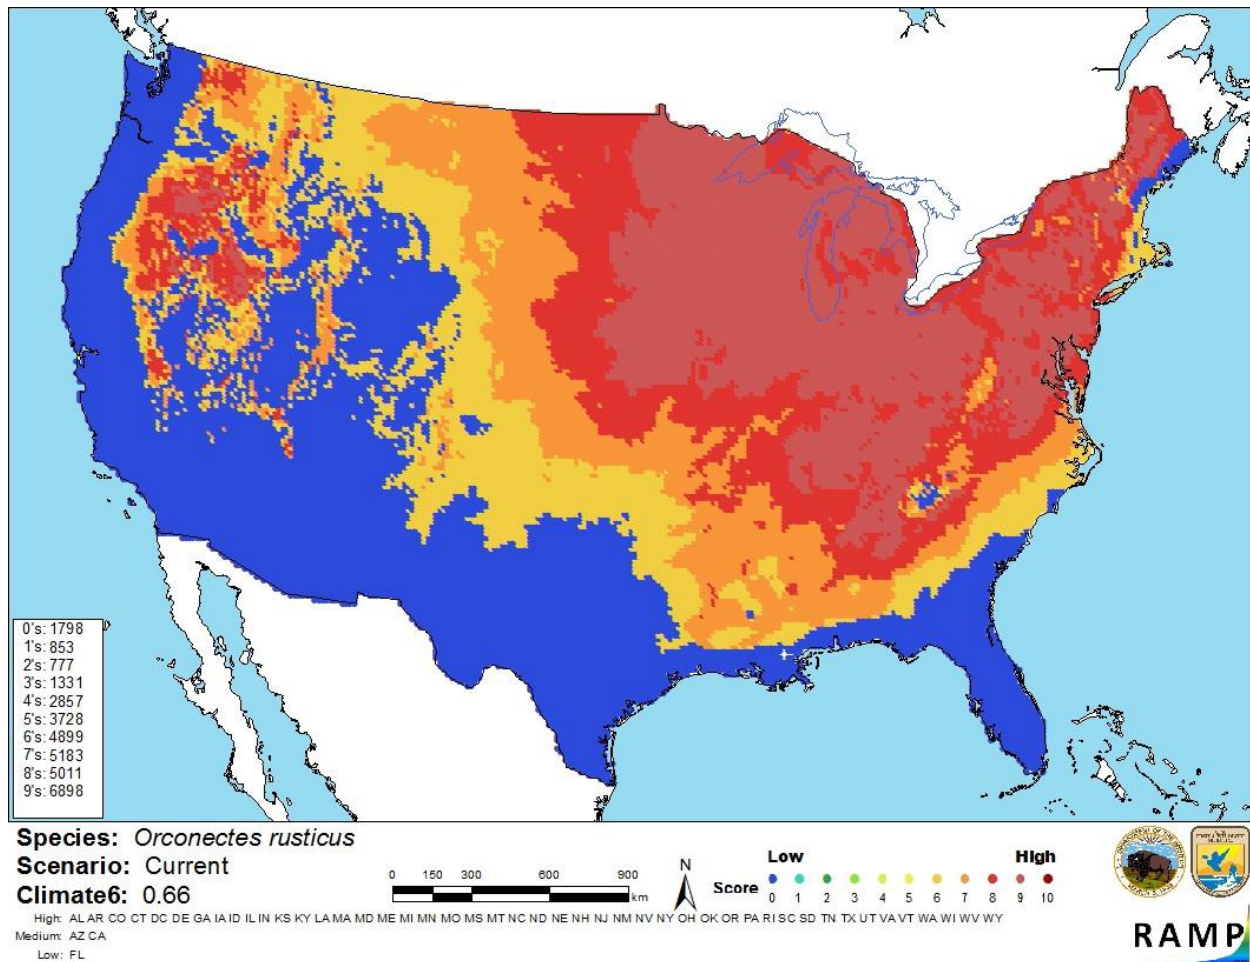 0's: 1798
1's: 853
2's: 777
3's: 1331
4's: 2857
5's: 3728
6's: 4899
7's: 5183
8's: 5011
9's: 6898
Species: Orconectes rusticus
Scenario: Current
Climate6: 0.66
0 150 300 600 900
km
N
Low High
Score 0 1 2 3 4 5 6 7 8 9 10
High: AL AR CO CT DC DE GA IA ID IL IN KS KY LA MA MD ME MI MN MO MS MT NC ND NE NH NJ NM NV NY OH OK OR PA RI SC SD TN TX UT VA VT WA WI WV WY
Medium: AZ CA
Low: FL
RAMP